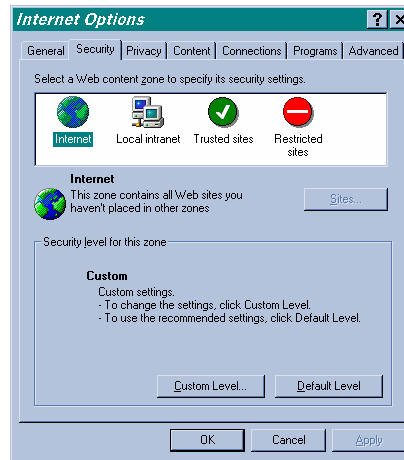 Internet Options
General Security Privacy Content Connections Programs Advanced
Select a Web content zone to specify its security settings.
Internet Local intranet Trusted sites Restricted sites
Internet
This zone contains all Web sites you
haven't placed in other zones
Sites...
Security level for this zone
Custom
Custom settings.
- To change the settings, click Custom Level.
- To use the recommended settings, click Default Level.
Custom Level... Default Level
OK Cancel Apply